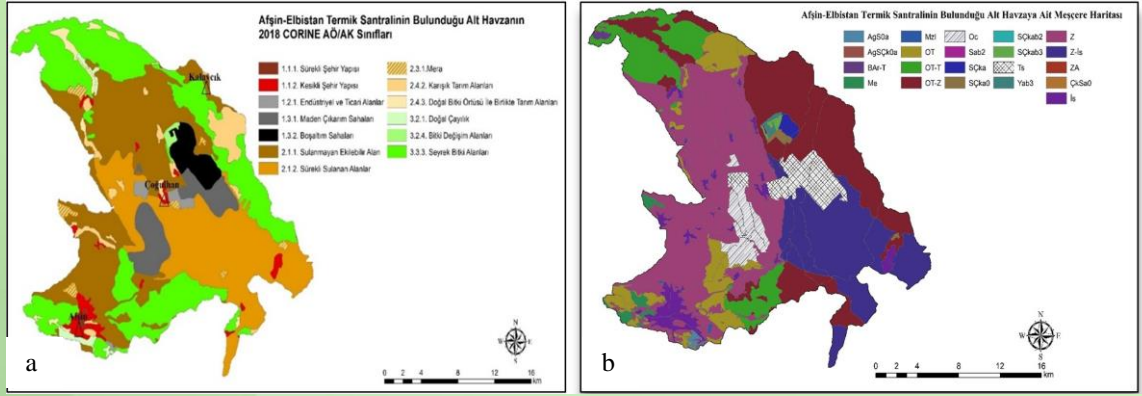 Afşin-Elbistan Termik Santralinin Bulunduğu Alt Havzanın
2018 CORINE AÖ/AK Sınıfları
1.1.1. Sürekli Şehir Yapısı
1.1.2. Kesikli Şehir Yapısı
1.2.1. Endüstriyel ve Ticari Alanlar
1.3.1. Maden Çıkarım Sahaları
1.3.2. Boşaltım Sahaları
2.1.1. Sulanmayan Ekilebilir Alan
2.1.2. Sürekli Sulanan Alanlar
2.3.1.Mera
2.4.2. Karışık Tarım Alanları
2.4.3. Doğal Bitki Örtüsü İle Birlikte Tarım Alanları
3.2.1. Doğal Çayırlık
3.2.4. Bitki Değişim Alanları
3.3.3. Seyrek Bitki Alanları
Çoğulhan
Afşin
N
W E
S
0 2 4 8 12 16
km
a
Afşin-Elbistan Termik Santralinin Bulunduğu Alt Havzaya Ait Meşcere Haritası
AgS0a
AgSÇk0a
BAr-T
Me
Mzl
OT
OT-T
OT-Z
Oc
Sab2
SÇka
SÇka0
SÇkab2
SÇkab3
Ts
Yab3
Z
Z-İs
ZA
ÇkSa0
İs
N
W E
S
0 2 4 8 12 16
km
b